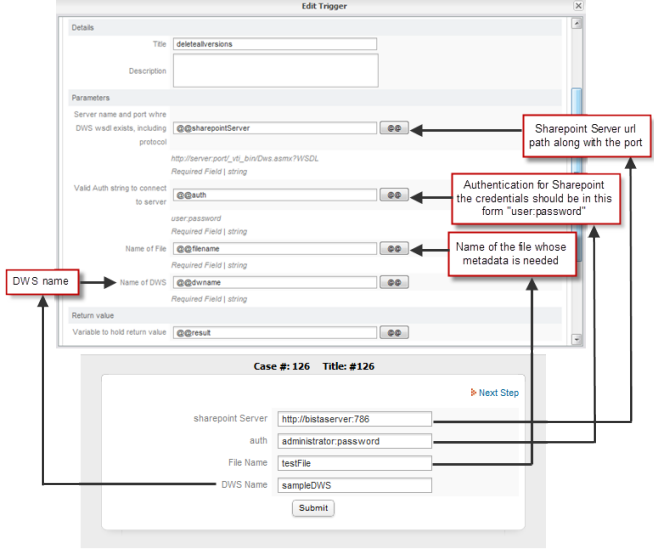 Edit Trigger
Details
Title
deleteallversions
Description
Parameters
Server name and port whre
DWS wsdl exists, including
protocol
@@sharepointServer
@@
http://server:port/_vti_bin/Dws.asmx?WSDL
Required Field | string
Valid Auth string to connect
to server
@@auth
@@
user:password
Required Field | string
Name of File
@@filename
@@
Required Field | string
Name of DWS
@@dwname
@@
Required Field | string
Return value
Variable to hold return value
@@result
@@
Sharepoint Server url
path along with the port
Authentication for Sharepoint
the credentials should be in this
form "user:password"
Name of the file whose
metadata is needed
DWS name
Case #: 126 Title: #126
Next Step
sharepoint Server
http://bistaserver:786
auth
administrator:password
File Name
testFile
DWS Name
sampleDWS
Submit